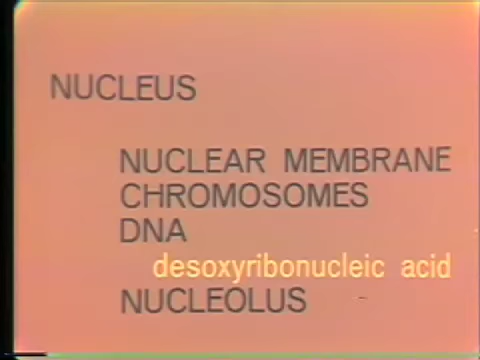 NUCLEUS
NUCLEAR MEMBRANE
CHROMOSOMES
DNA
desoxyribonucleic acid
NUCLEOLUS